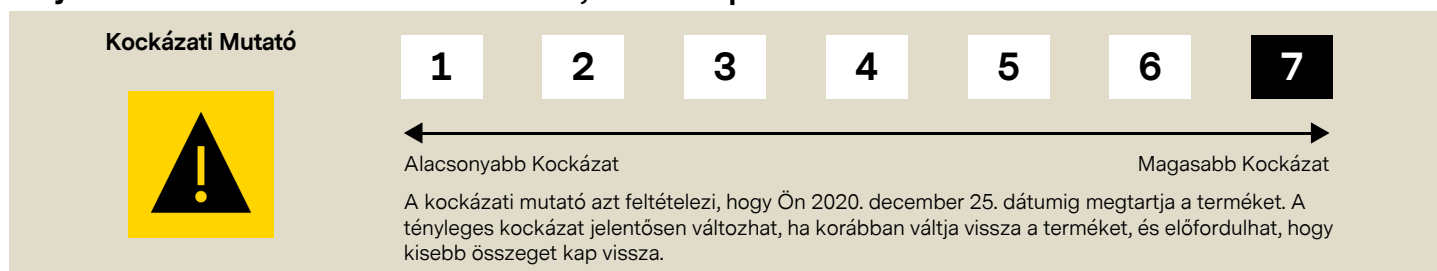 Kockázati Mutató
1 2 3 4 5 6 7
Alacsonyabb Kockázat Magasabb Kockázat
A kockázati mutató azt feltételezi, hogy Ön 2020. december 25. dátumig megtartja a terméket. A
tényleges kockázat jelentősen változhat, ha korábban váltja vissza a terméket, és előfordulhat, hogy
kisebb összeget kap vissza.